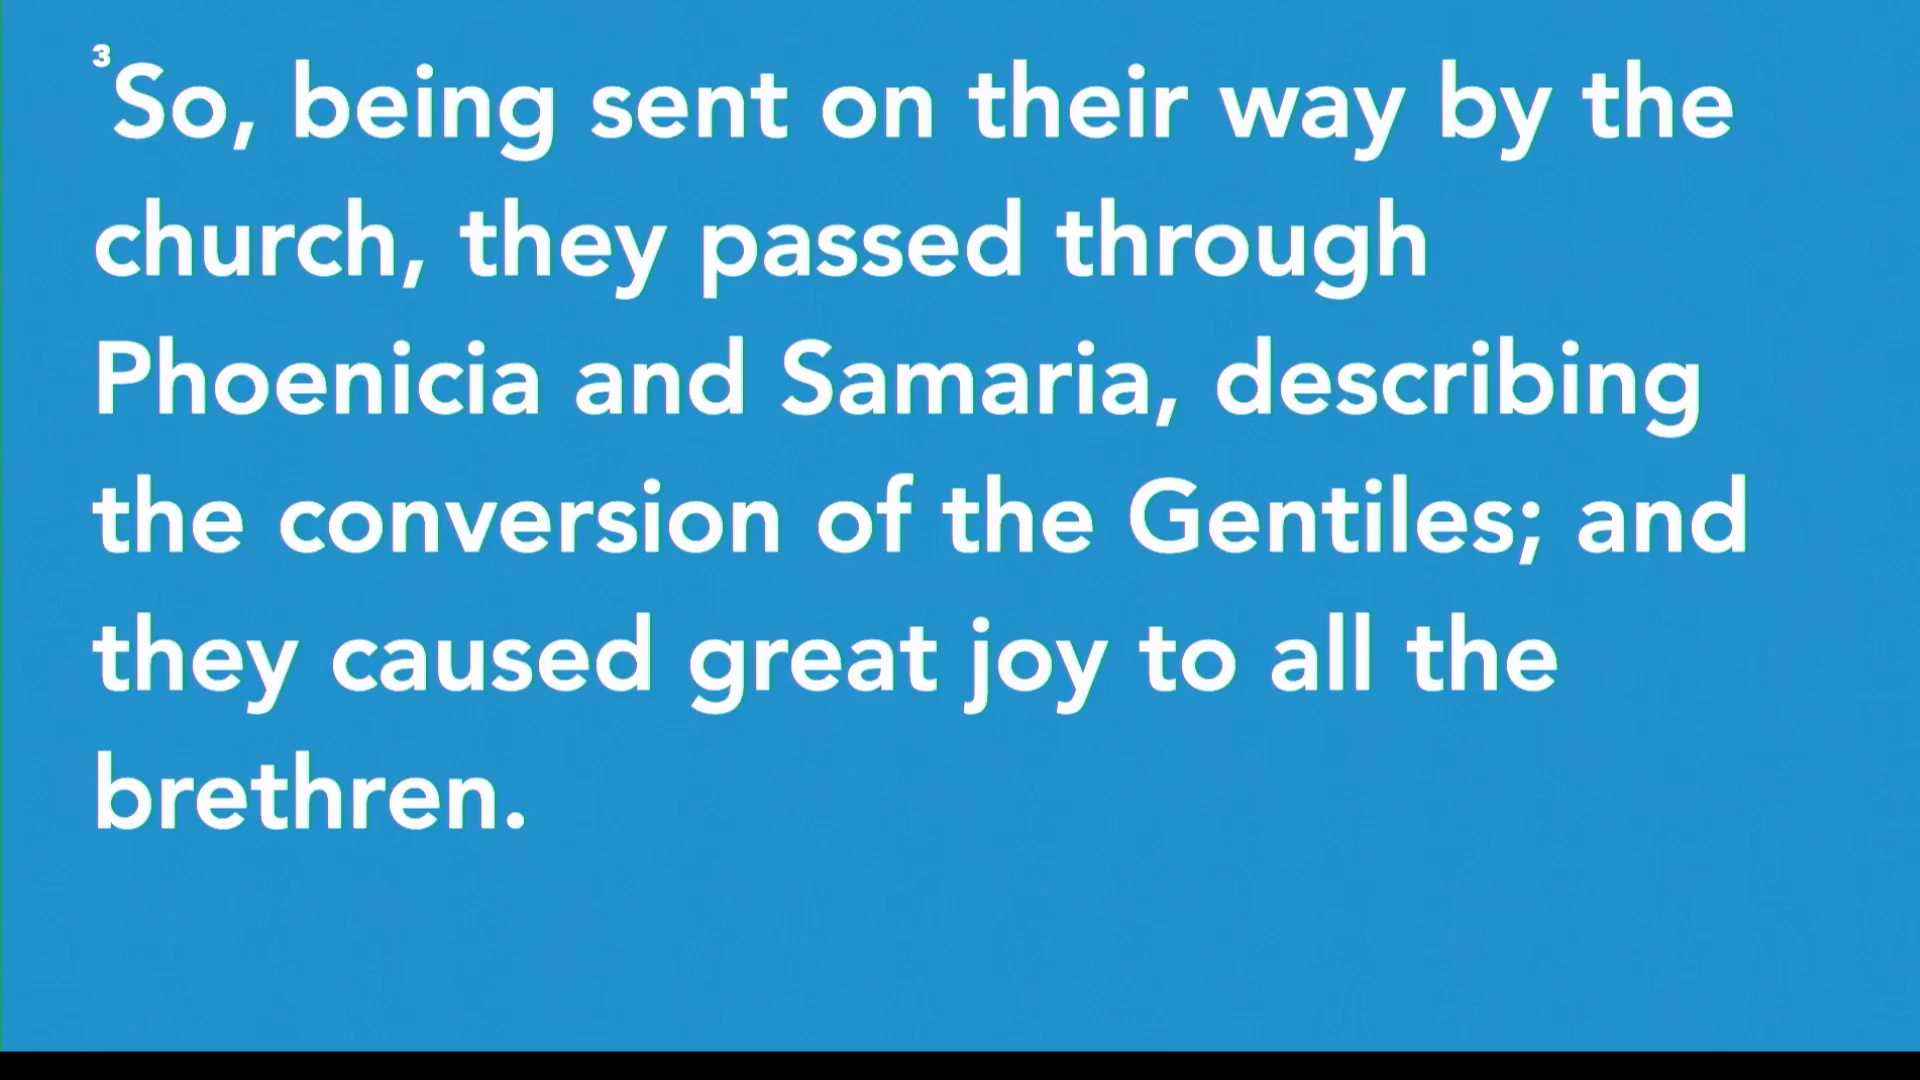 3So, being sent on their way by the
church, they passed through
Phoenicia and Samaria, describing
the conversion of the Gentiles; and
they caused great joy to all the
brethren.